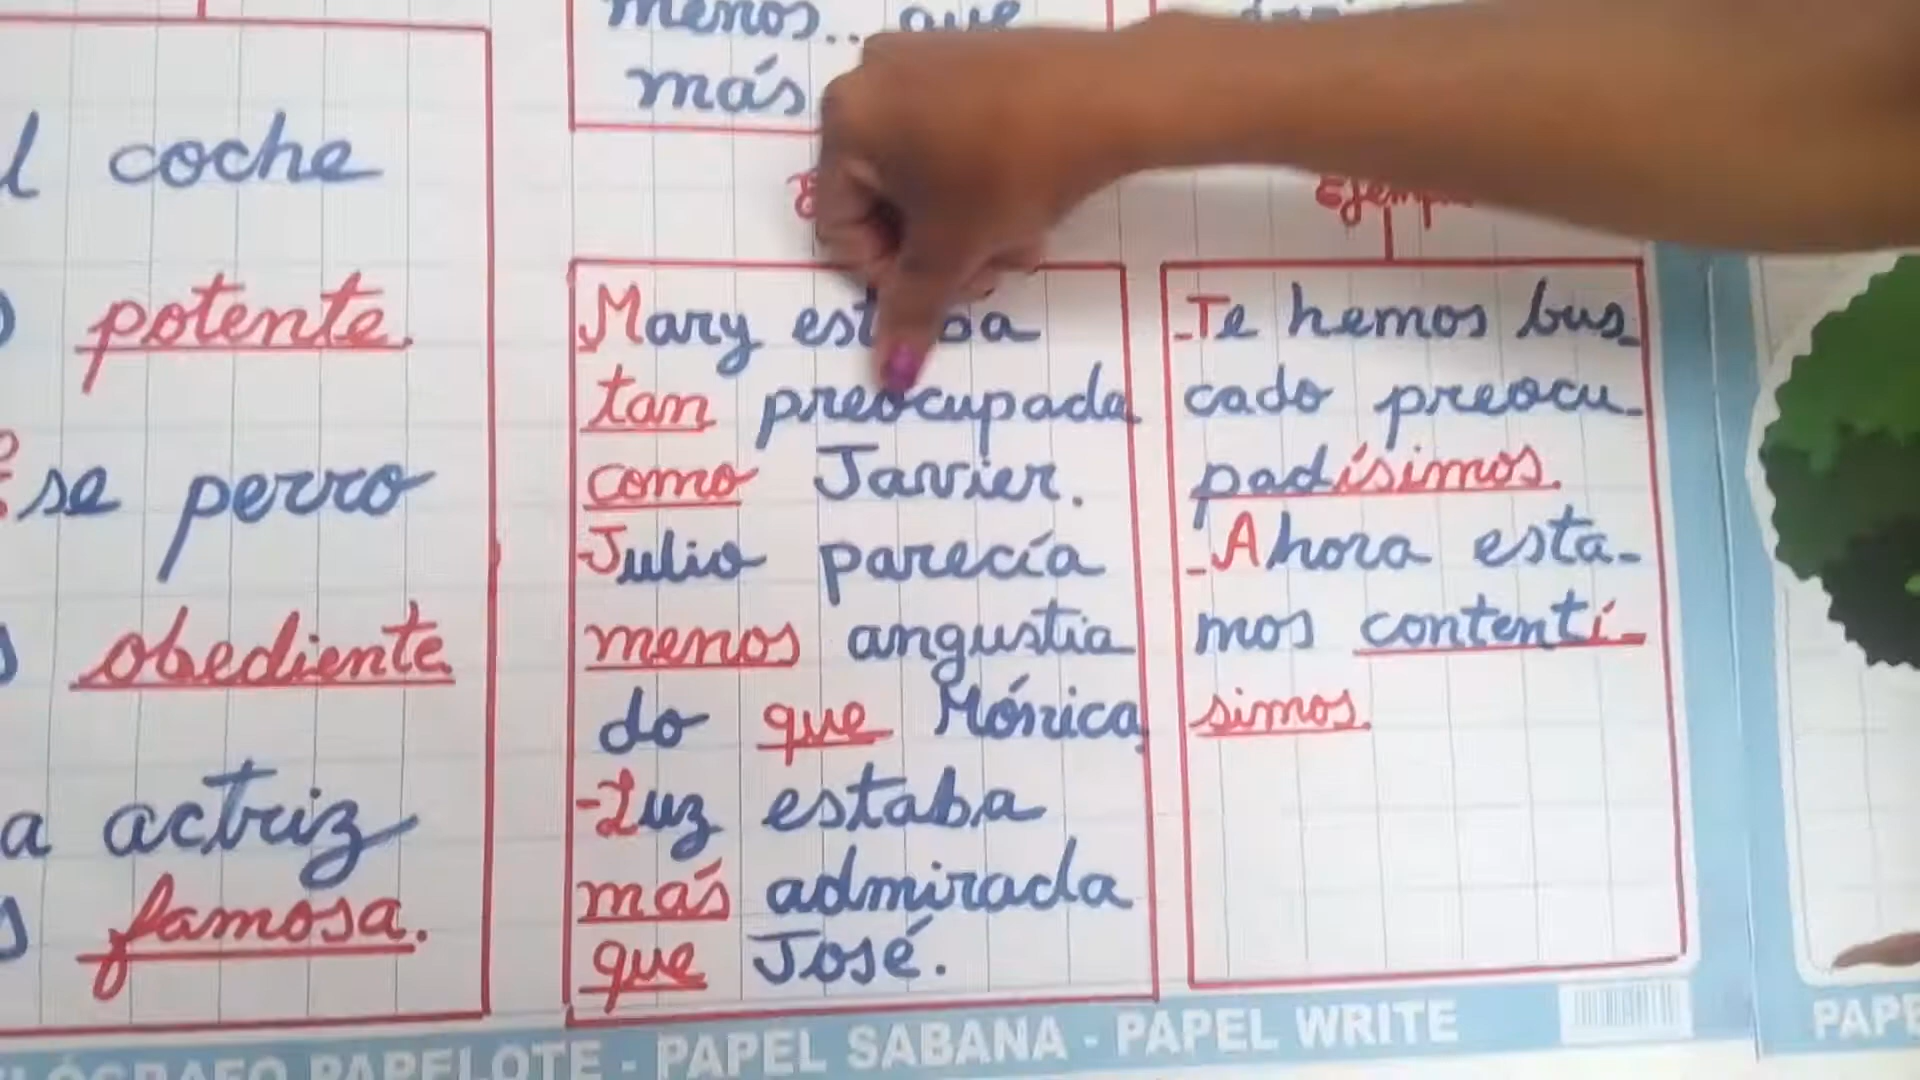 l coche
potente.
se perro
obediente
a actriz
famosa.
menos.. que
más
Mary estaba
tan preocupada
como Javier.
-Julio parecía
menos angustia
do que Mónica.
-Luz estaba
más admirada
que José.
-Te hemos bus-
cado preocu-
padísimos.
-Ahora esta-
mos contentí-
simos.
PAPELOTE - PAPEL SABANA - PAPEL WRITE